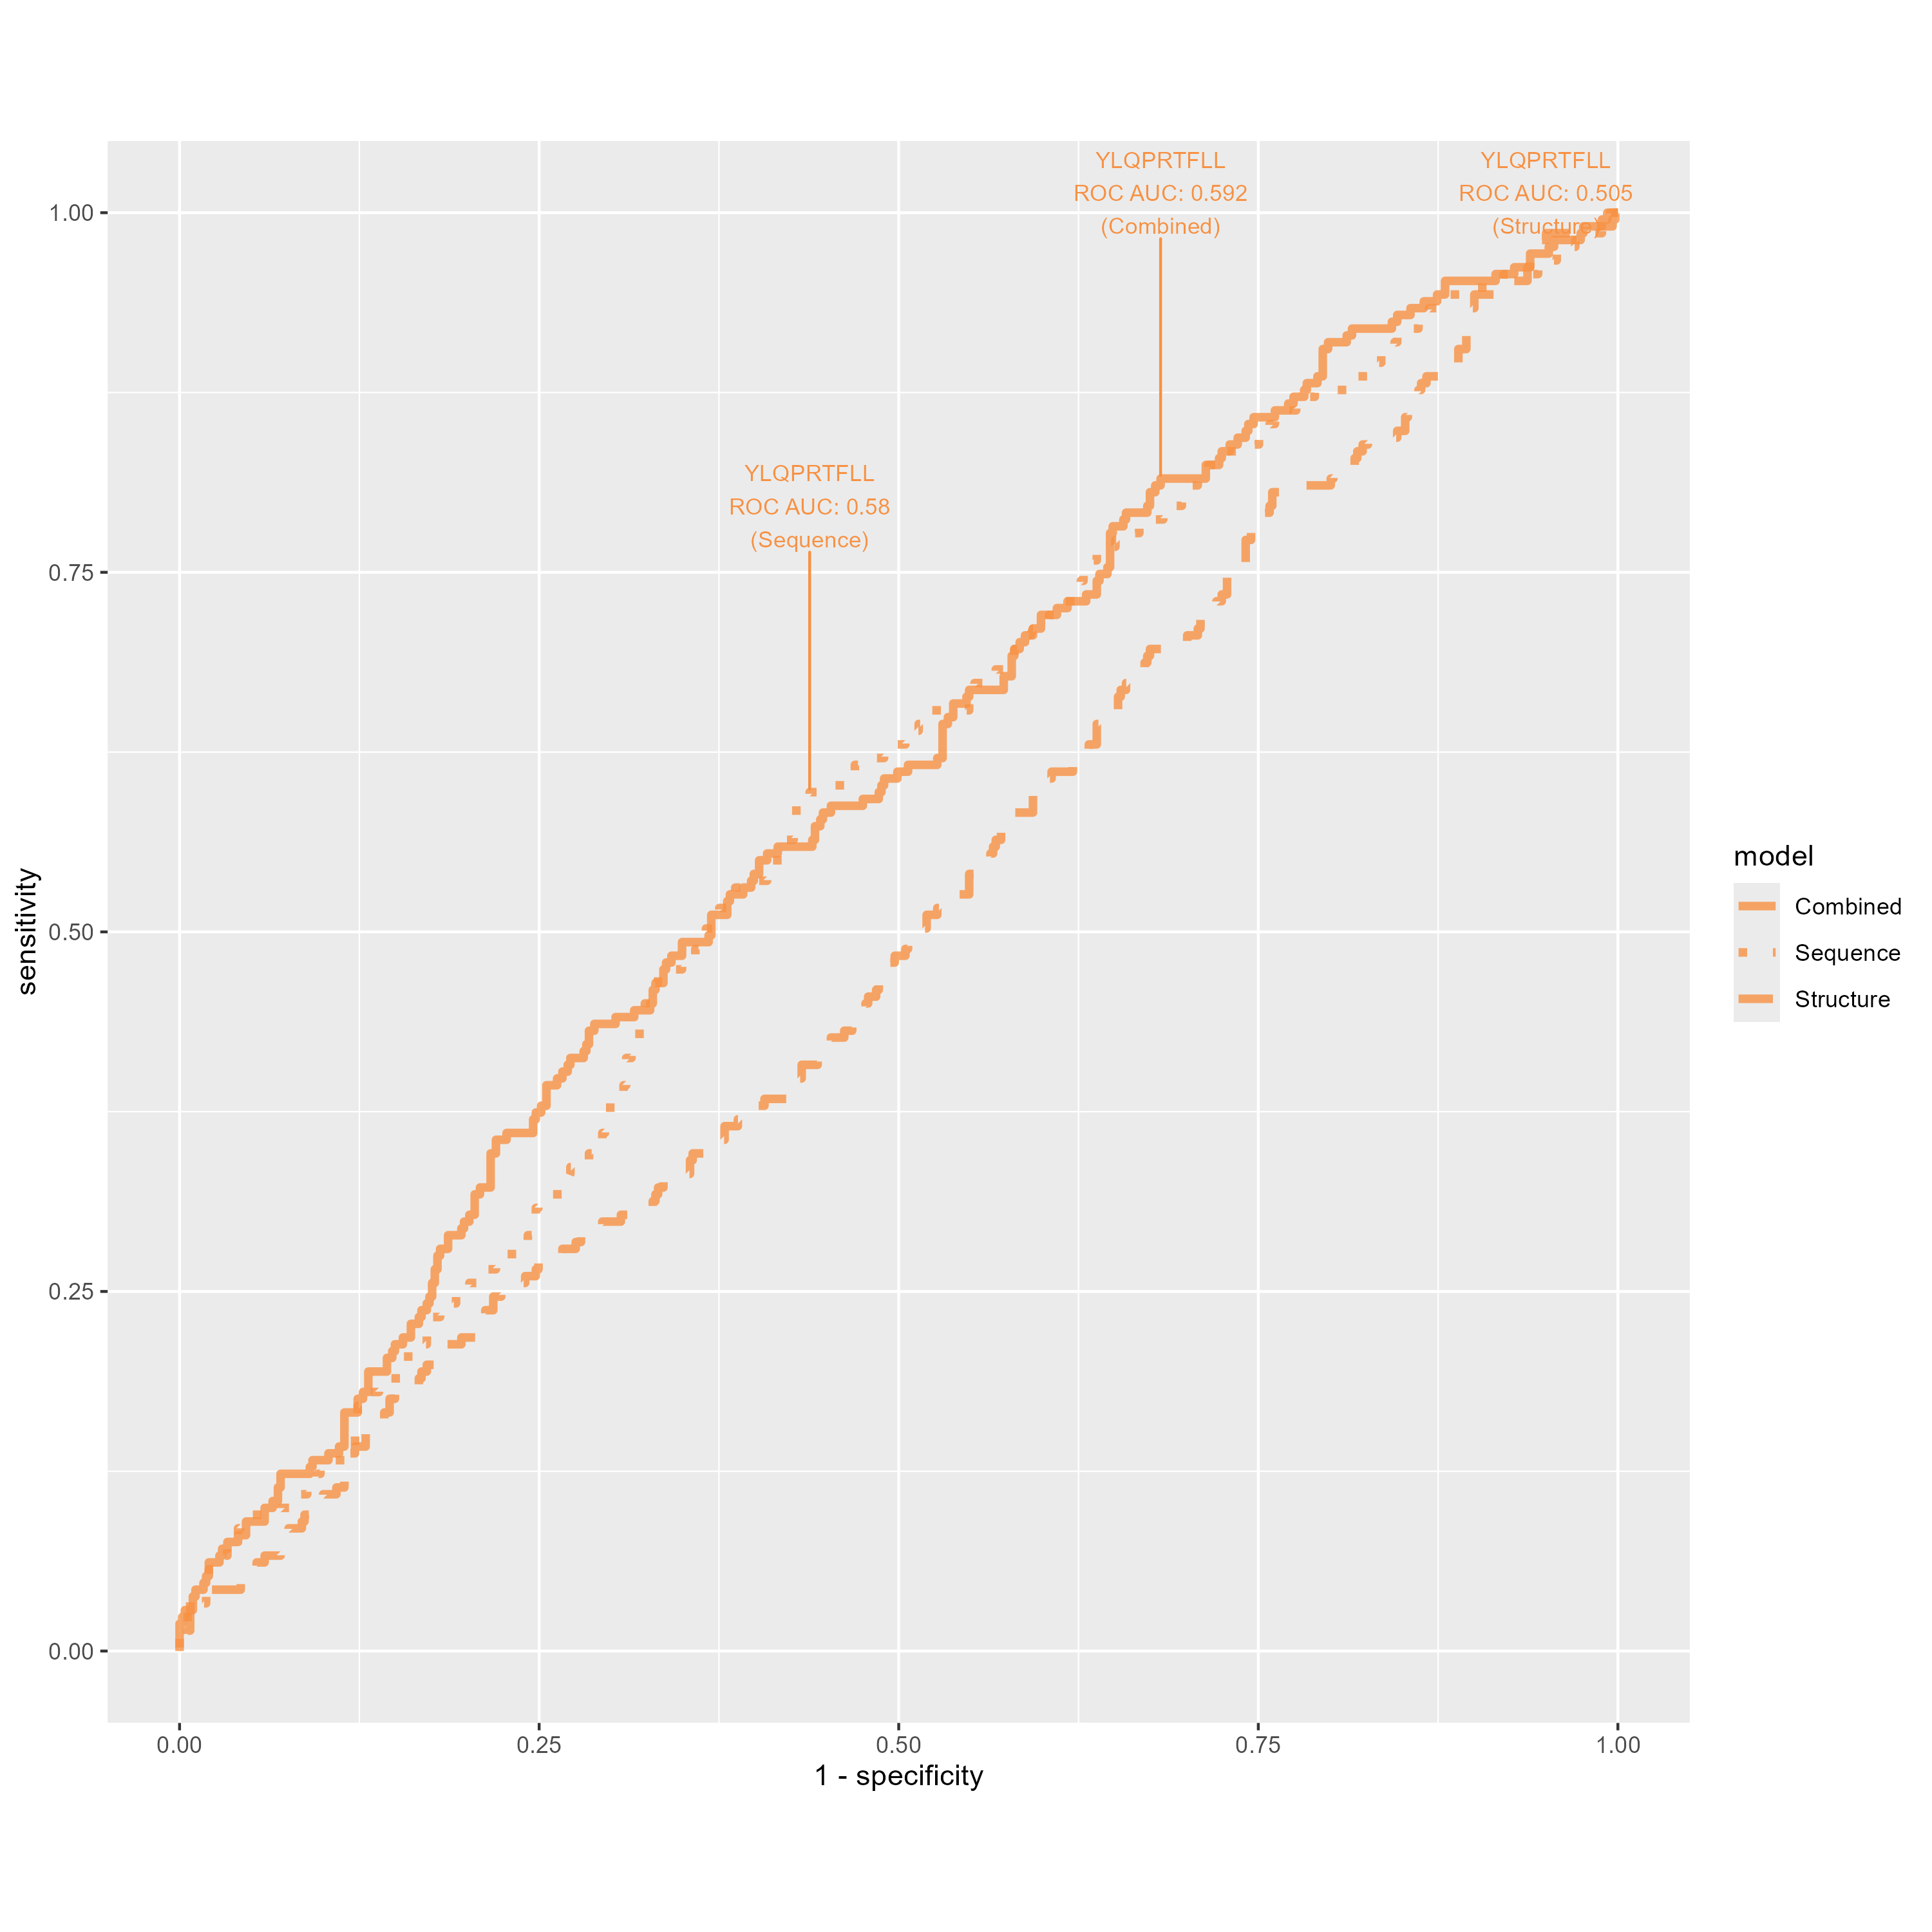 YLQPRTFLL
ROC AUC: 0.592
(Combined)
YLQPRTFLL
ROC AUC: 0.505
(Structure)
YLQPRTFLL
ROC AUC: 0.58
(Sequence)
1.00
0.75
0.50
0.25
0.00
sensitivity
0.00
0.25
0.50
0.75
1.00
1 - specificity
model
Combined
Sequence
Structure